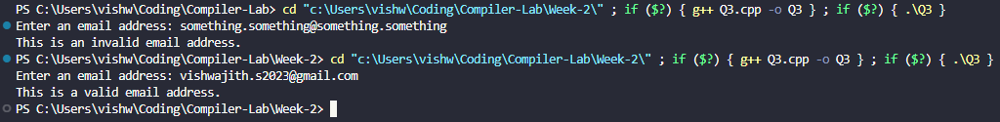 PS C:\Users\vishw\Coding\Compiler-Lab> cd "c:\Users\vishw\Coding\Compiler-Lab\Week-2\" ; if ($?) { g++ Q3.cpp -o Q3 } ; if ($?) { .\Q3 }
Enter an email address: something.something@something.something
This is an invalid email address.
PS C:\Users\vishw\Coding\Compiler-Lab\Week-2> cd "c:\Users\vishw\Coding\Compiler-Lab\Week-2\" ; if ($?) { g++ Q3.cpp -o Q3 } ; if ($?) { .\Q3 }
Enter an email address: vishwajith.s2023@gmail.com
This is a valid email address.
PS C:\Users\vishw\Coding\Compiler-Lab\Week-2>